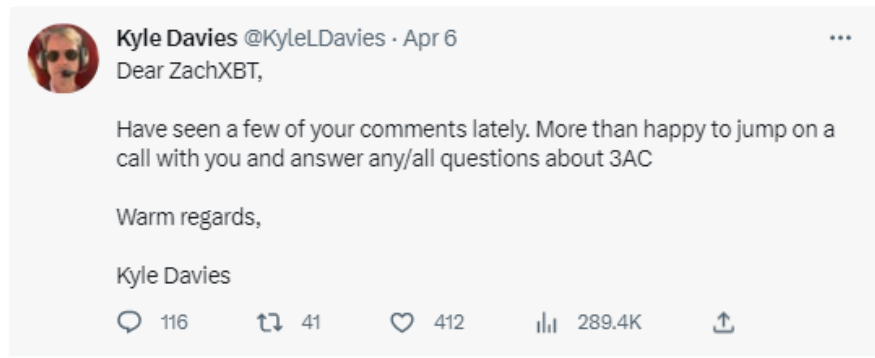 Kyle Davies @KyleLDavies · Apr 6
Dear ZachXBT,
Have seen a few of your comments lately. More than happy to jump on a
call with you and answer any/all questions about 3AC
Warm regards,
Kyle Davies
116 41 412 289.4K